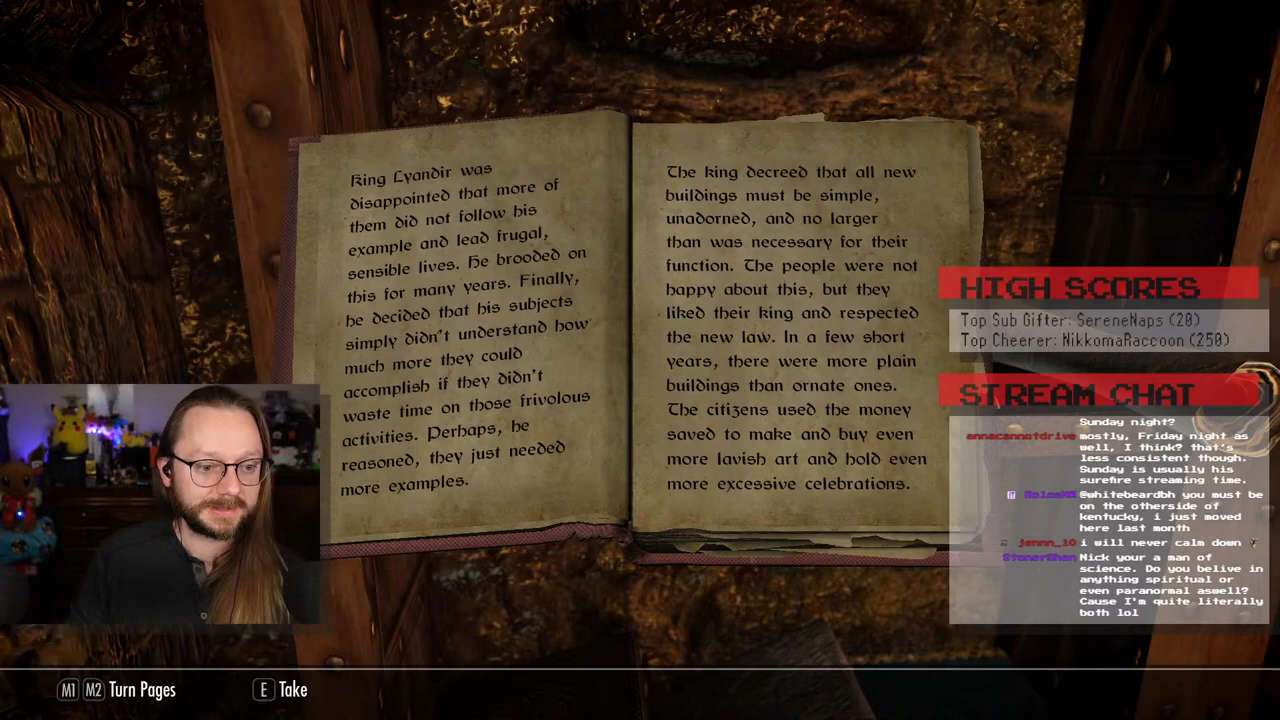 King Lyandir was
disappointed that more of
them did not follow his
example and lead frugal,
sensible lives. He brooded on
this for many years. Finally,
he decided that his subjects
simply didn't understand how
much more they could
accomplish if they didn't
waste time on those frivolous
activities. Perhaps, he
reasoned, they just needed
more examples.
The king decreed that all new
buildings must be simple,
unadorned, and no larger
than was necessary for their
function. The people were not
happy about this, but they
liked their king and respected
the new law. In a few short
years, there were more plain
buildings than ornate ones.
The citizens used the money
saved to make and buy even
more lavish art and hold even
more excessive celebrations.
HIGH SCORES
Top Sub Gifter: SereneNaps (20)
Top Cheerer: NikkomaRaccoon (250)
STREAM CHAT
Sunday night?
annacannotdrive mostly, Friday night as
well, I think? that's
less consistent though.
Sunday is usually his
surefire streaming time.
@whitebeardbh you must be
on the otherside of
kentucky, i just moved
here last month
jennn_10 i will never calm down
StonerChan Nick your a man of
science. Do you belive in
anything spiritual or
even paranormal aswell?
Cause I'm quite literally
both lol
M1 M2 Turn Pages
E Take